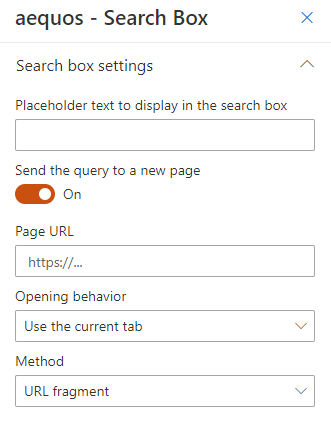 aequos - Search Box
Search box settings
Placeholder text to display in the search box
Send the query to a new page
On
Page URL
https://...
Opening behavior
Use the current tab
Method
URL fragment